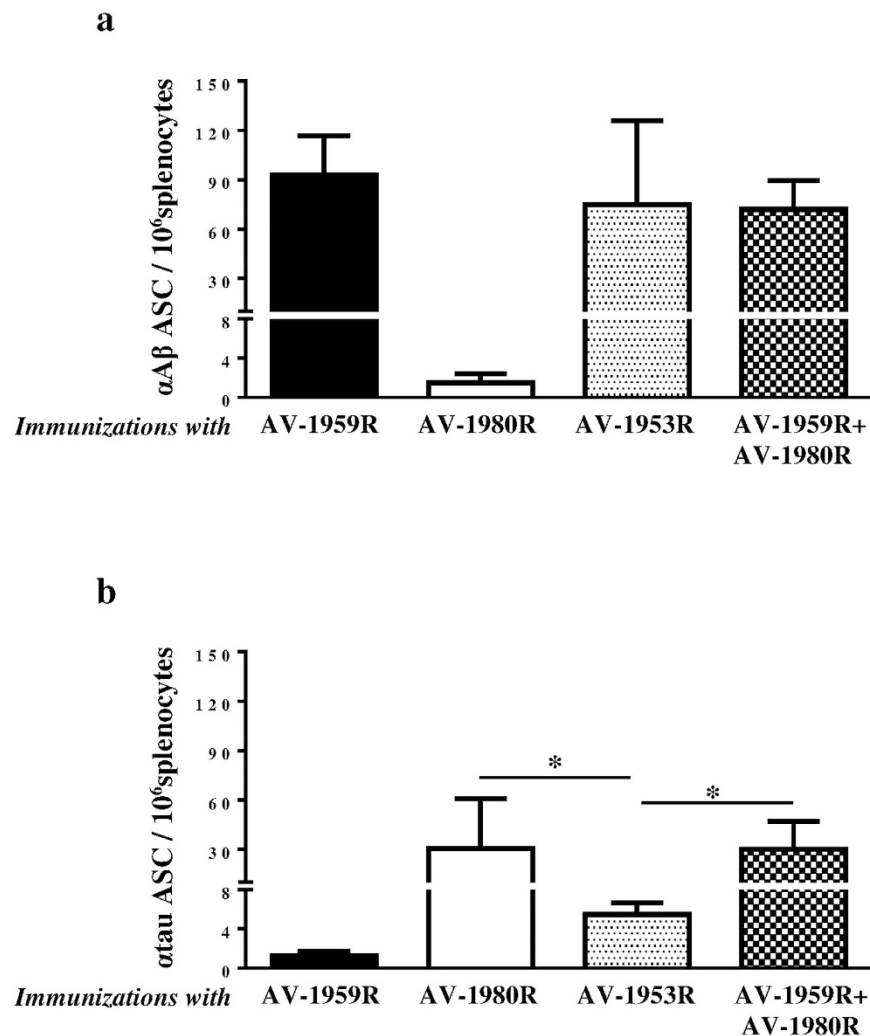 a
150
120
90
60
30
8
4
0
αAβ ASC / 10⁶splenocytes
Immunizations with AV-1959R AV-1980R AV-1953R AV-1959R+
AV-1980R
b
150
90
60
30
8
4
0
αtau ASC / 10⁶splenocytes
* *
Immunizations with AV-1959R AV-1980R AV-1953R AV-1959R+
AV-1980R